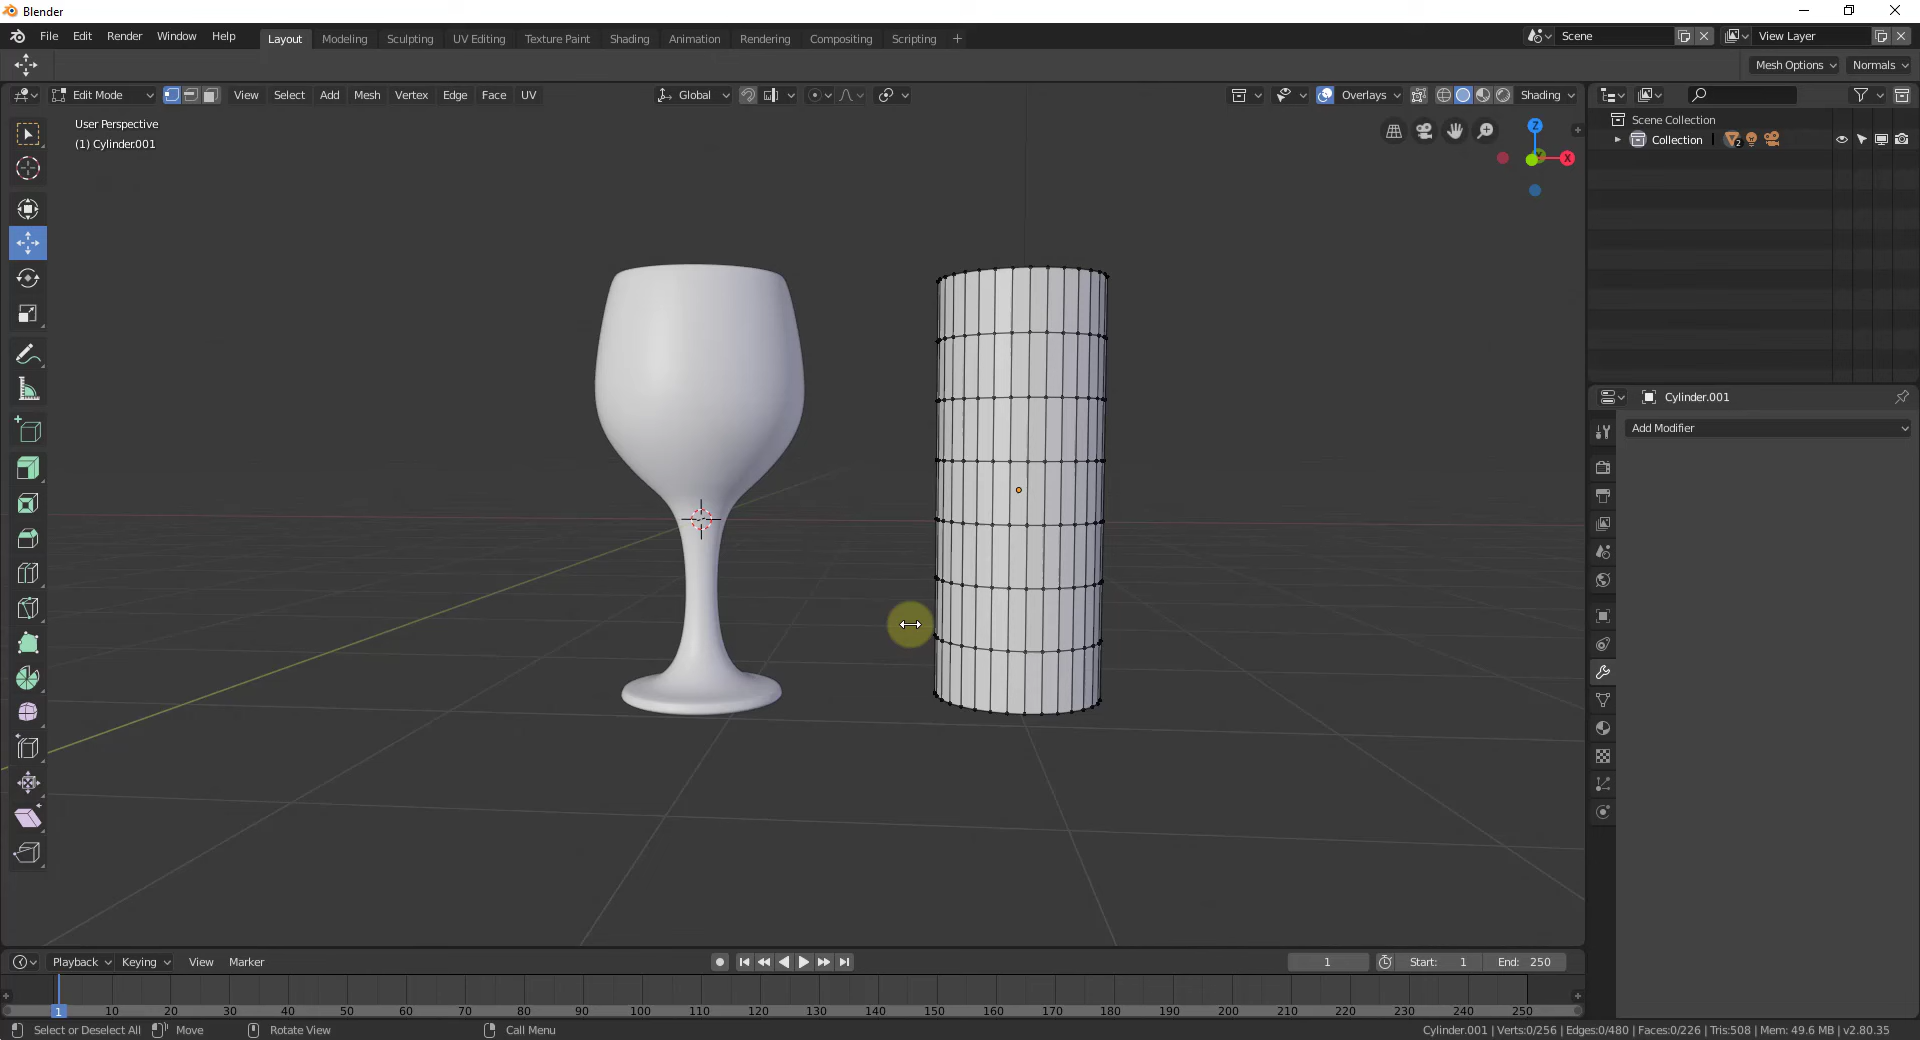 Blender
File Edit Render Window Help
Layout Modeling Sculpting UV Editing Texture Paint Shading Animation Rendering Compositing Scripting
Scene
View Layer
Mesh Options Normals
Edit Mode View Select Add Mesh Vertex Edge Face UV
Global
Overlays Shading
User Perspective
(1) Cylinder.001
Z
X
Scene Collection
Collection 2
Cylinder.001
Add Modifier
Playback Keying View Marker
1 Start: 1 End: 250
1 10 20 30 40 50 60 70 80 90 100 110 120 130 140 150 160 170 180 190 200 210 220 230 240 250
Select or Deselect All Move Rotate View Call Menu
Cylinder.001 | Verts:0/256 | Edges:0/480 | Faces:0/226 | Tris:508 | Mem: 49.6 MB | v2.80.35